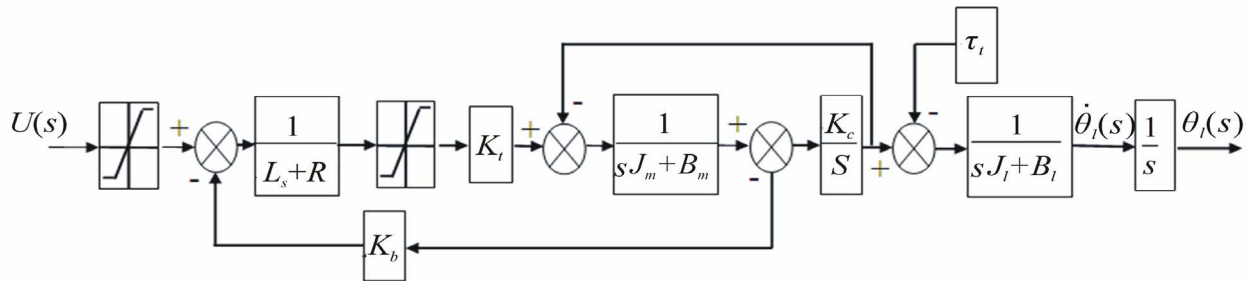 τ_t
U(s)
+
-
1
L_s+R
K_t
+
-
1
sJ_m+B_m
+
-
K_c
S
+
-
1
sJ_l+B_l
θ̇_l(s)
1
s
θ_l(s)
K_b